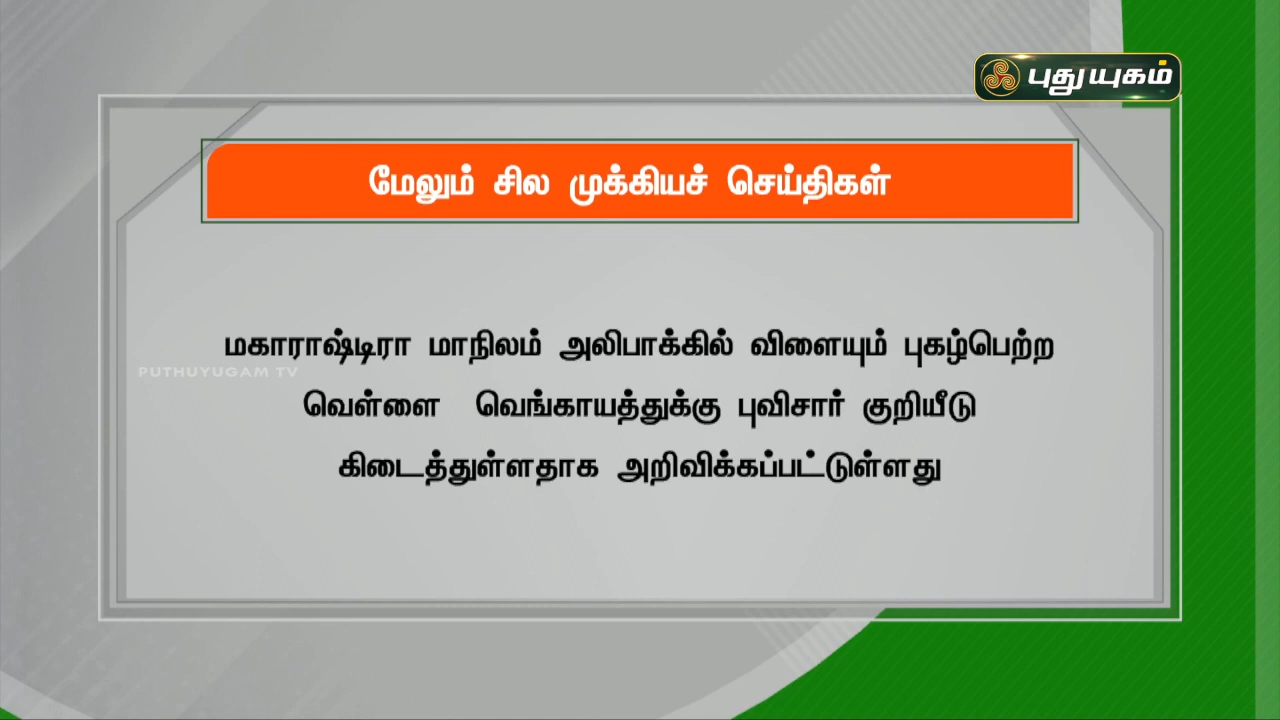 புதுயுகம்
மேலும் சில முக்கியச் செய்திகள்
மகாராஷ்டிரா மாநிலம் அலிபாக்கில் விளையும் புகழ்பெற்ற
PUTHUYUGAM TV
வெள்ளை வெங்காயத்துக்கு புவிசார் குறியீடு
கிடைத்துள்ளதாக அறிவிக்கப்பட்டுள்ளது